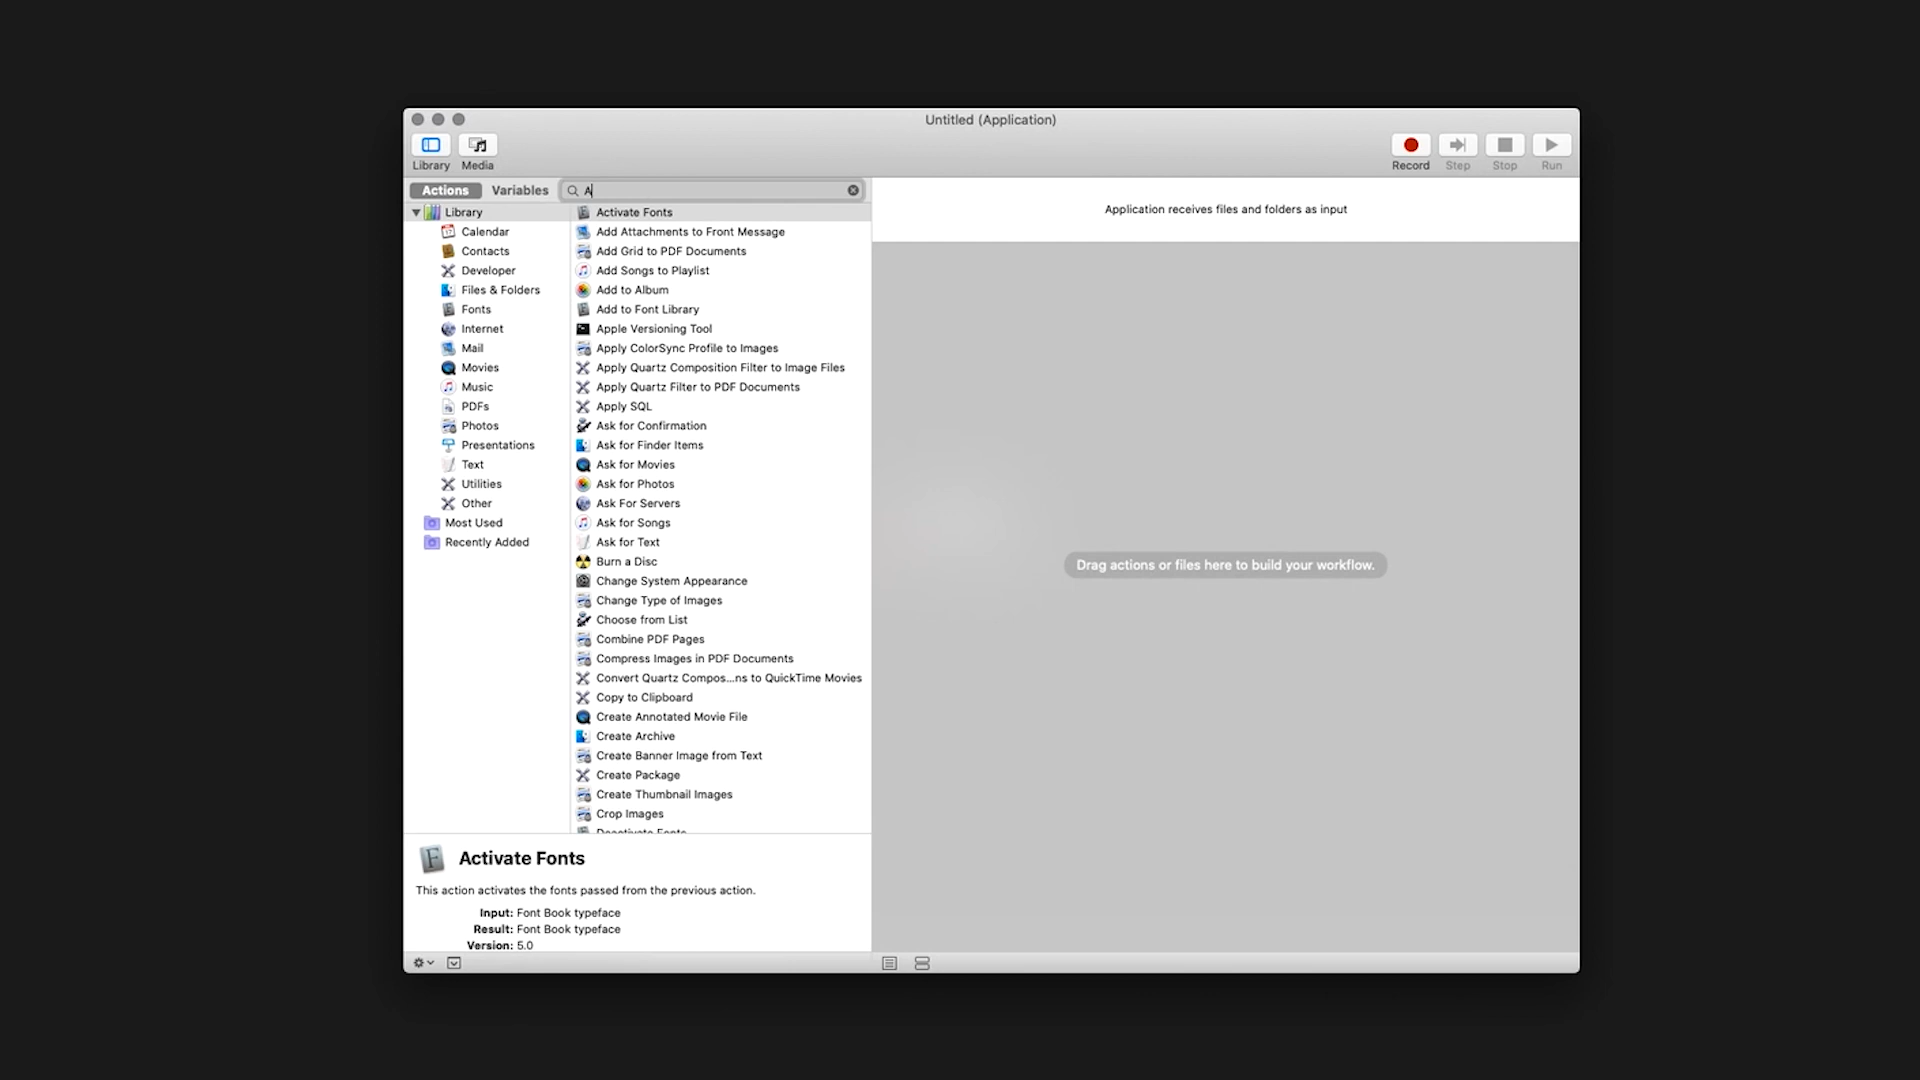 Untitled (Application)
Library
Media
Record
Step
Stop
Run
Actions
Variables
A
Application receives files and folders as input
Library
Calendar
Contacts
Developer
Files & Folders
Fonts
Internet
Mail
Movies
Music
PDFs
Photos
Presentations
Text
Utilities
Other
Most Used
Recently Added
Activate Fonts
Add Attachments to Front Message
Add Grid to PDF Documents
Add Songs to Playlist
Add to Album
Add to Font Library
Apple Versioning Tool
Apply ColorSync Profile to Images
Apply Quartz Composition Filter to Image Files
Apply Quartz Filter to PDF Documents
Apply SQL
Ask for Confirmation
Ask for Finder Items
Ask for Movies
Ask for Photos
Ask For Servers
Ask for Songs
Ask for Text
Burn a Disc
Change System Appearance
Change Type of Images
Choose from List
Combine PDF Pages
Compress Images in PDF Documents
Convert Quartz Compos...ns to QuickTime Movies
Copy to Clipboard
Create Annotated Movie File
Create Archive
Create Banner Image from Text
Create Package
Create Thumbnail Images
Crop Images
Deactivate Fonts
Drag actions or files here to build your workflow.
Activate Fonts
This action activates the fonts passed from the previous action.
Input: Font Book typeface
Result: Font Book typeface
Version: 5.0